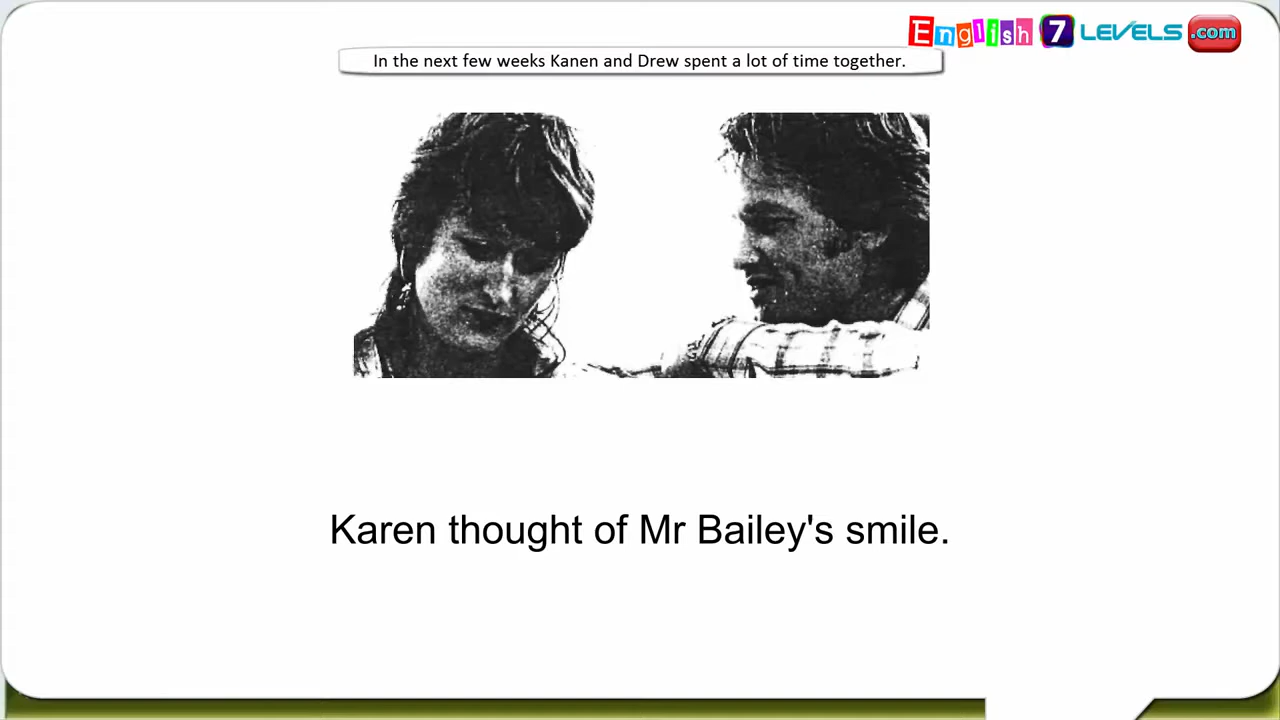 English 7 LEVELS .com
In the next few weeks Kanen and Drew spent a lot of time together.
Karen thought of Mr Bailey's smile.